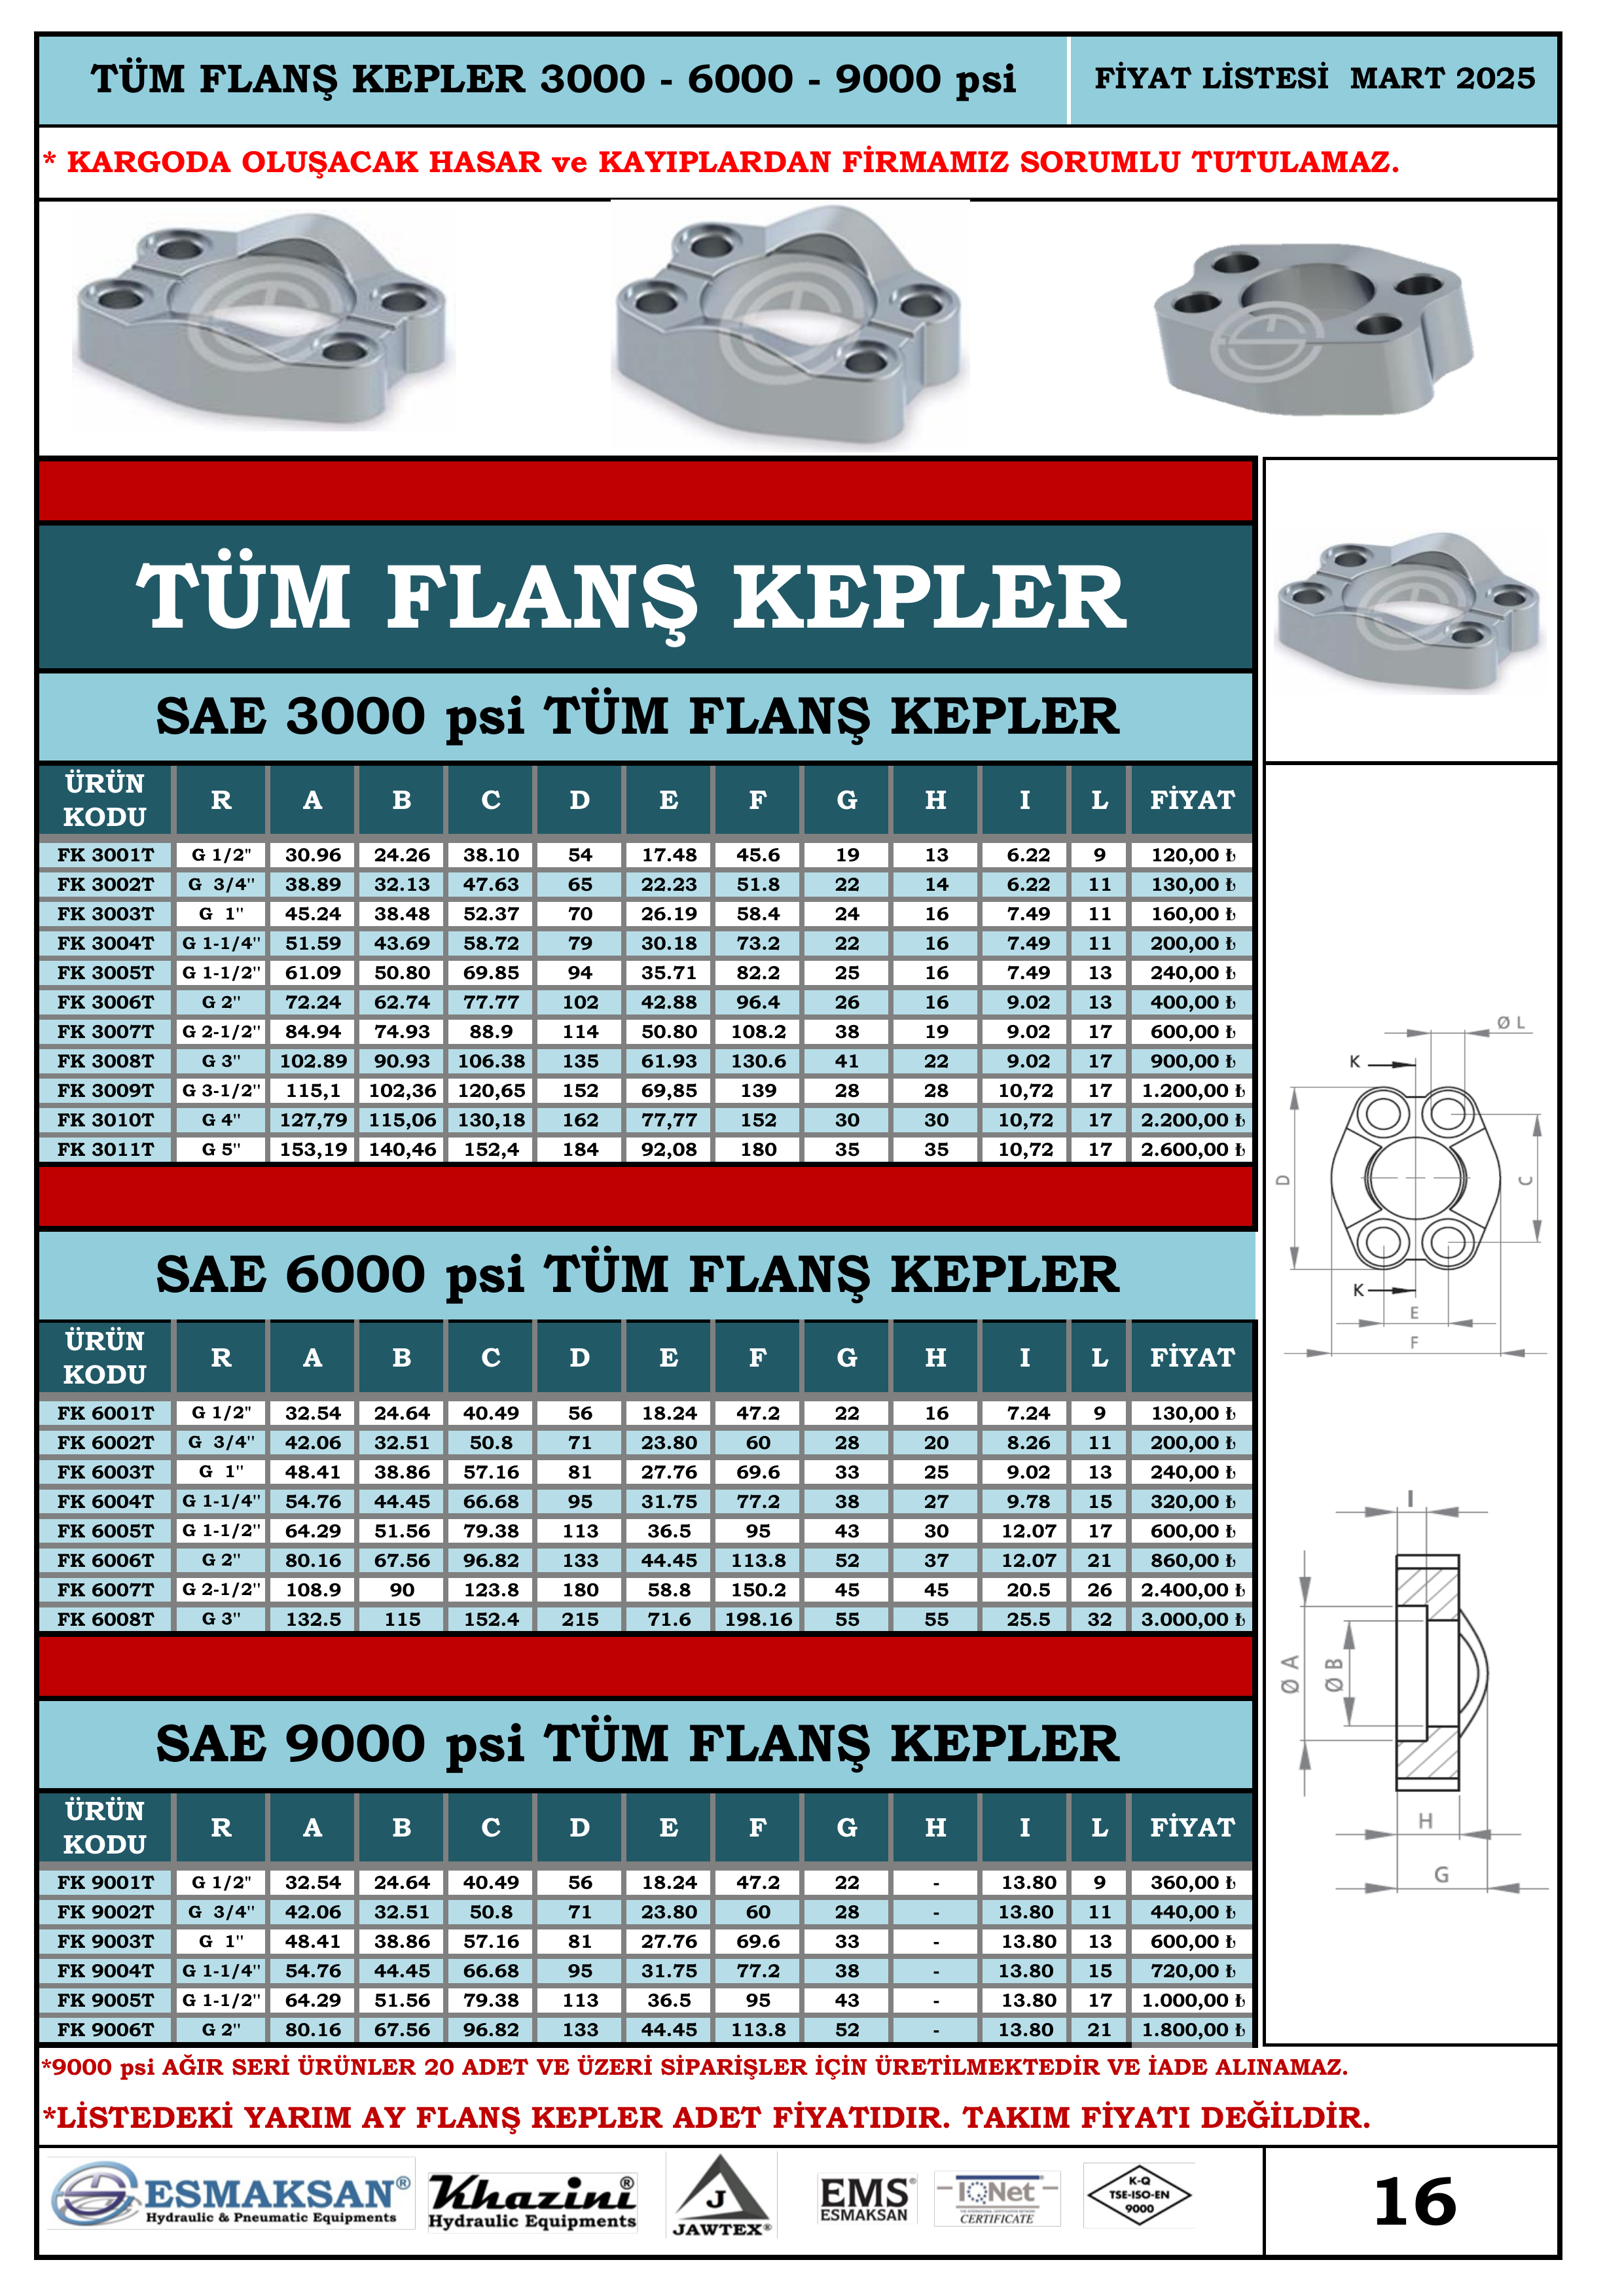 TÜM FLANŞ KEPLER 3000 - 6000 - 9000 psi
FİYAT LİSTESİ  MART 2025
* KARGODA OLUŞACAK HASAR ve KAYIPLARDAN FİRMAMIZ SORUMLU TUTULAMAZ.
TÜM FLANŞ KEPLER
SAE 3000 psi TÜM FLANŞ KEPLER
ÜRÜN KODU R A B C D E F G H I L FİYAT
FK 3001T G 1/2" 30.96 24.26 38.10 54 17.48 45.6 19 13 6.22 9 120,00 ₺
FK 3002T G 3/4" 38.89 32.13 47.63 65 22.23 51.8 22 14 6.22 11 130,00 ₺
FK 3003T G 1" 45.24 38.48 52.37 70 26.19 58.4 24 16 7.49 11 160,00 ₺
FK 3004T G 1-1/4" 51.59 43.69 58.72 79 30.18 73.2 22 16 7.49 11 200,00 ₺
FK 3005T G 1-1/2" 61.09 50.80 69.85 94 35.71 82.2 25 16 7.49 13 240,00 ₺
FK 3006T G 2" 72.24 62.74 77.77 102 42.88 96.4 26 16 9.02 13 400,00 ₺
FK 3007T G 2-1/2" 84.94 74.93 88.9 114 50.80 108.2 38 19 9.02 17 600,00 ₺
FK 3008T G 3" 102.89 90.93 106.38 135 61.93 130.6 41 22 9.02 17 900,00 ₺
FK 3009T G 3-1/2" 115,1 102,36 120,65 152 69,85 139 28 28 10,72 17 1.200,00 ₺
FK 3010T G 4" 127,79 115,06 130,18 162 77,77 152 30 30 10,72 17 2.200,00 ₺
FK 3011T G 5" 153,19 140,46 152,4 184 92,08 180 35 35 10,72 17 2.600,00 ₺
SAE 6000 psi TÜM FLANŞ KEPLER
ÜRÜN KODU R A B C D E F G H I L FİYAT
FK 6001T G 1/2" 32.54 24.64 40.49 56 18.24 47.2 22 16 7.24 9 130,00 ₺
FK 6002T G 3/4" 42.06 32.51 50.8 71 23.80 60 28 20 8.26 11 200,00 ₺
FK 6003T G 1" 48.41 38.86 57.16 81 27.76 69.6 33 25 9.02 13 240,00 ₺
FK 6004T G 1-1/4" 54.76 44.45 66.68 95 31.75 77.2 38 27 9.78 15 320,00 ₺
FK 6005T G 1-1/2" 64.29 51.56 79.38 113 36.5 95 43 30 12.07 17 600,00 ₺
FK 6006T G 2" 80.16 67.56 96.82 133 44.45 113.8 52 37 12.07 21 860,00 ₺
FK 6007T G 2-1/2" 108.9 90 123.8 180 58.8 150.2 45 45 20.5 26 2.400,00 ₺
FK 6008T G 3" 132.5 115 152.4 215 71.6 198.16 55 55 25.5 32 3.000,00 ₺
SAE 9000 psi TÜM FLANŞ KEPLER
ÜRÜN KODU R A B C D E F G H I L FİYAT
FK 9001T G 1/2" 32.54 24.64 40.49 56 18.24 47.2 22 - 13.80 9 360,00 ₺
FK 9002T G 3/4" 42.06 32.51 50.8 71 23.80 60 28 - 13.80 11 440,00 ₺
FK 9003T G 1" 48.41 38.86 57.16 81 27.76 69.6 33 - 13.80 13 600,00 ₺
FK 9004T G 1-1/4" 54.76 44.45 66.68 95 31.75 77.2 38 - 13.80 15 720,00 ₺
FK 9005T G 1-1/2" 64.29 51.56 79.38 113 36.5 95 43 - 13.80 17 1.000,00 ₺
FK 9006T G 2" 80.16 67.56 96.82 133 44.45 113.8 52 - 13.80 21 1.800,00 ₺
Ø L
K
D
C
K
E
F
I
Ø A
Ø B
H
G
*9000 psi AĞIR SERİ ÜRÜNLER 20 ADET VE ÜZERİ SİPARİŞLER İÇİN ÜRETİLMEKTEDİR VE İADE ALINAMAZ.
*LİSTEDEKİ YARIM AY FLANŞ KEPLER ADET FİYATIDIR. TAKIM FİYATI DEĞİLDİR.
ESMAKSAN®
Hydraulic & Pneumatic Equipments
Khazini®
Hydraulic Equipments
J
JAWTEX®
EMS®
ESMAKSAN
IQNet
CERTIFICATE
K-Q
TSE-ISO-EN
9000
16